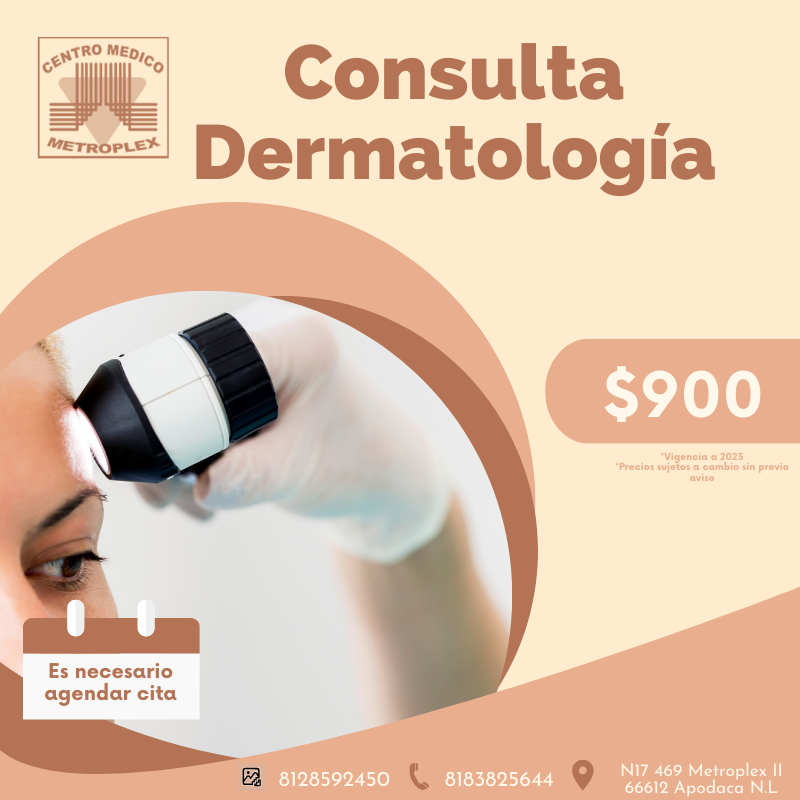 CENTRO MEDICO
METROPLEX
Consulta
Dermatología
$900
*Vigencia a 2023
*Precios sujetos a cambio sin previo
aviso
Es necesario
agendar cita
8128592450
8183825644
N17 469 Metroplex II
66612 Apodaca N.L